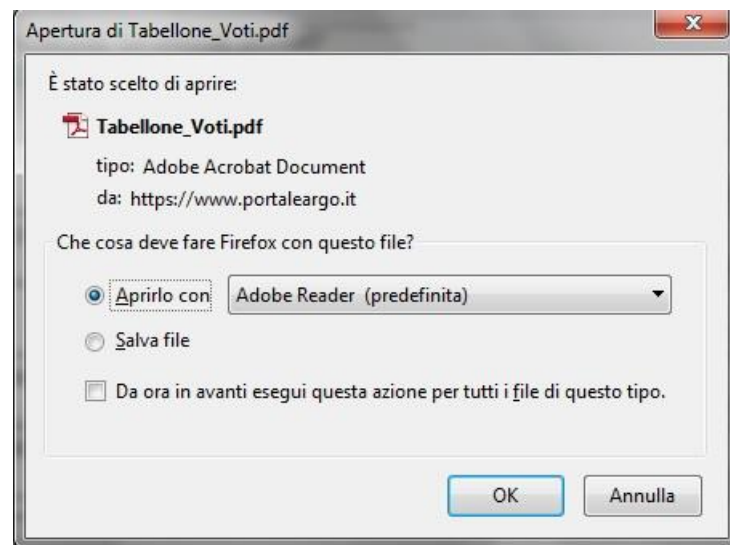 Apertura di Tabellone_Voti.pdf
È stato scelto di aprire:
Tabellone_Voti.pdf
tipo: Adobe Acrobat Document
da: https://www.portaleargo.it
Che cosa deve fare Firefox con questo file?
Aprirlo con Adobe Reader (predefinita)
Salva file
Da ora in avanti esegui questa azione per tutti i file di questo tipo.
OK Annulla